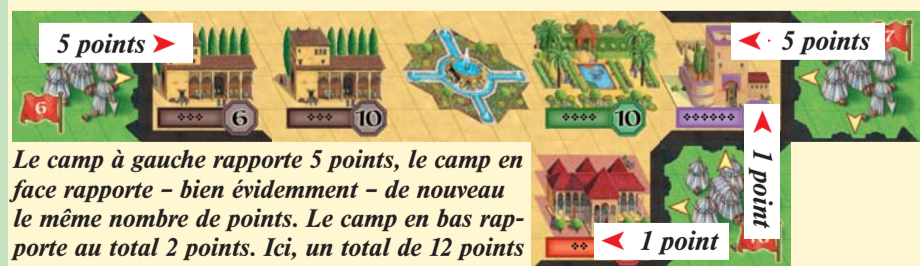 5 points
5 points
7
6
6
10
10
1 point
Le camp à gauche rapporte 5 points, le camp en
face rapporte – bien évidemment – de nouveau
le même nombre de points. Le camp en bas rap-
porte au total 2 points. Ici, un total de 12 points
1 point